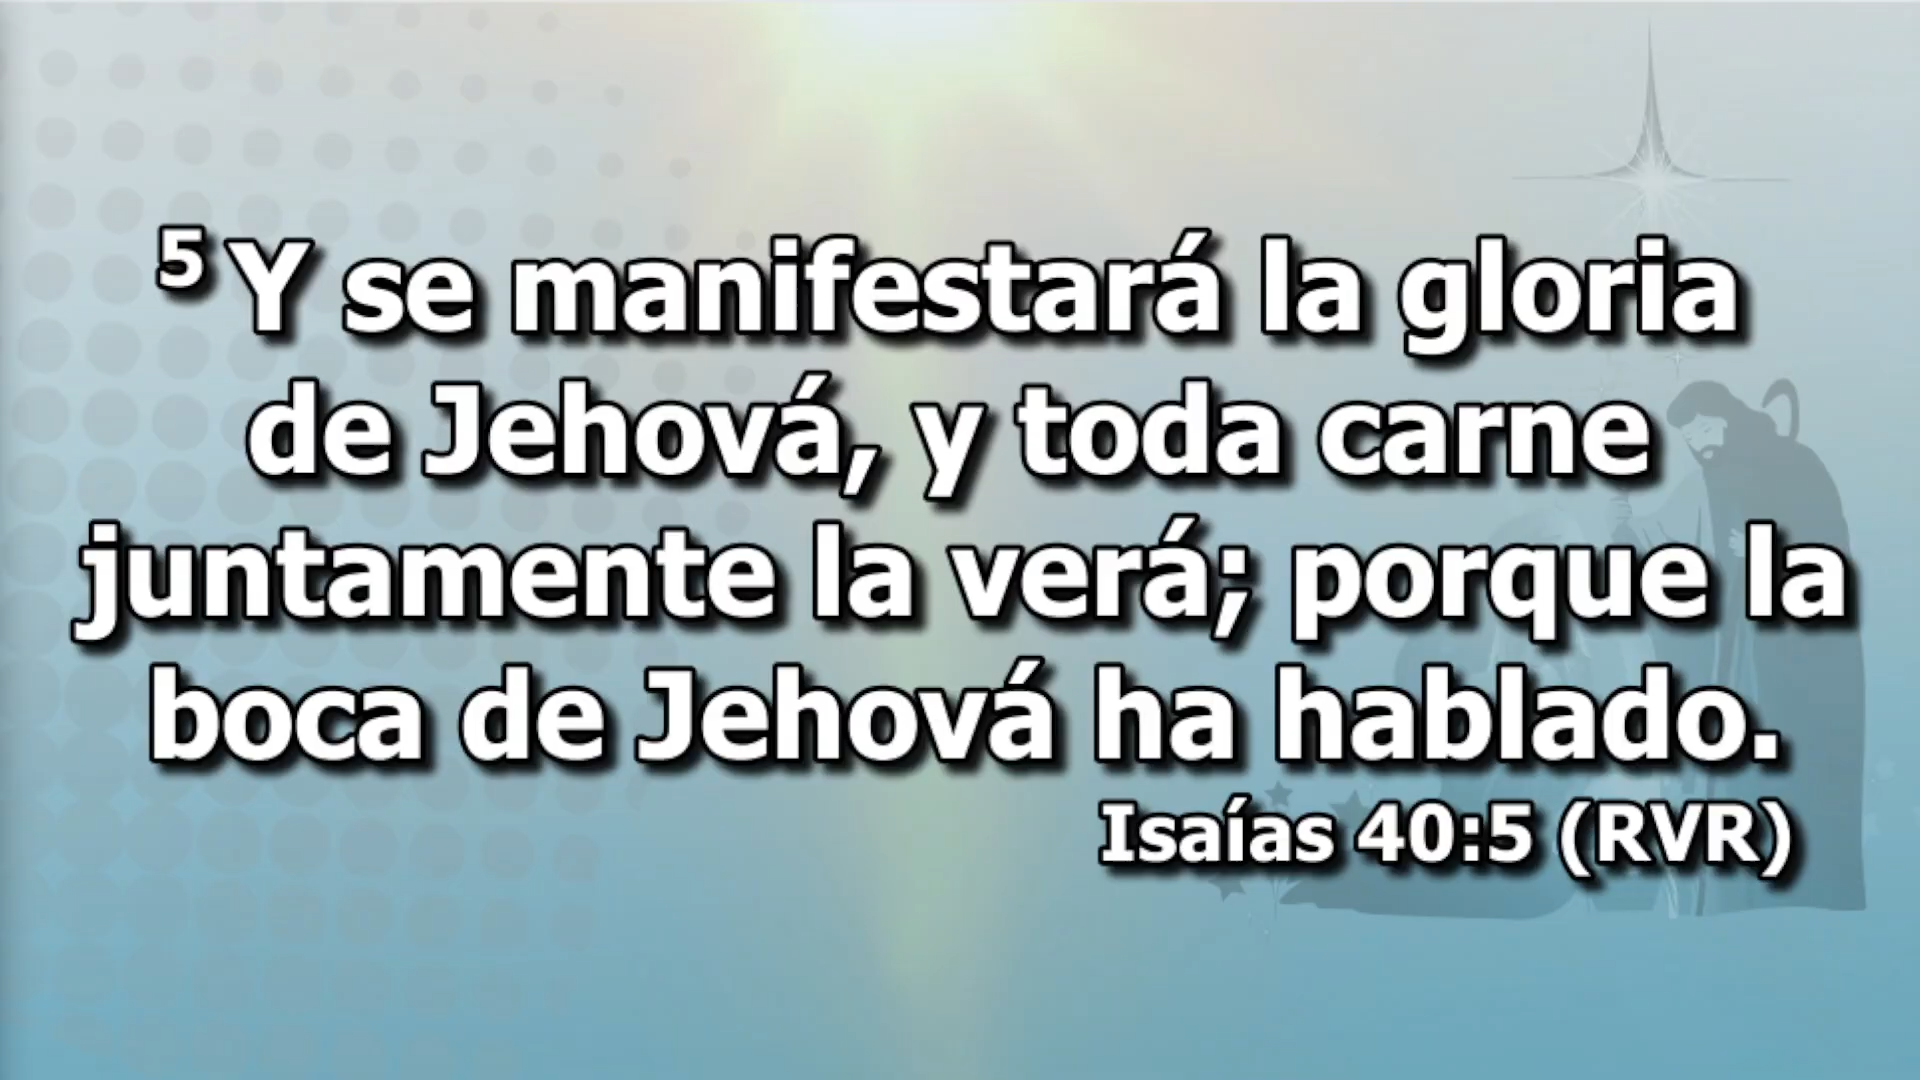 5 Y se manifestará la gloria
de Jehová, y toda carne
juntamente la verá; porque la
boca de Jehová ha hablado.
Isaías 40:5 (RVR)